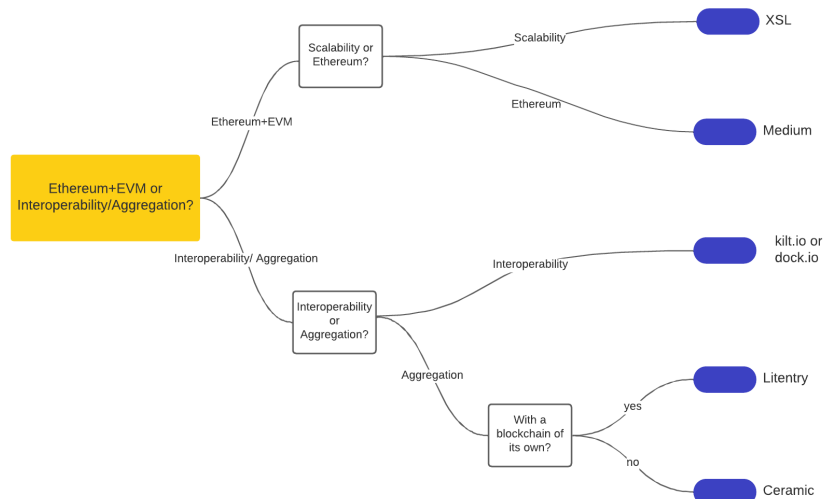 XSL
Scalability or
Ethereum?
Scalability
Ethereum
Medium
Ethereum+EVM
Ethereum+EVM or
Interoperability/Aggregation?
Interoperability/ Aggregation
kilt.io or
dock.io
Interoperability
Interoperability
or
Aggregation?
Aggregation
Litentry
yes
With a
blockchain of
its own?
no
Ceramic